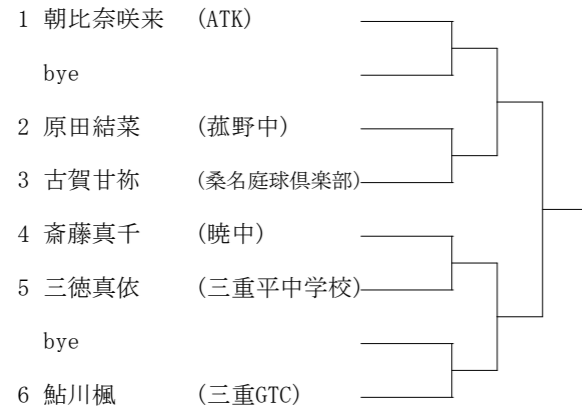 1 朝比奈咲来 (ATK)
bye
2 原田結菜 (菰野中)
3 古賀甘祢 (桑名庭球倶楽部)
4 斎藤真千 (暁中)
5 三徳真依 (三重平中学校)
bye
6 鮎川楓 (三重GTC)